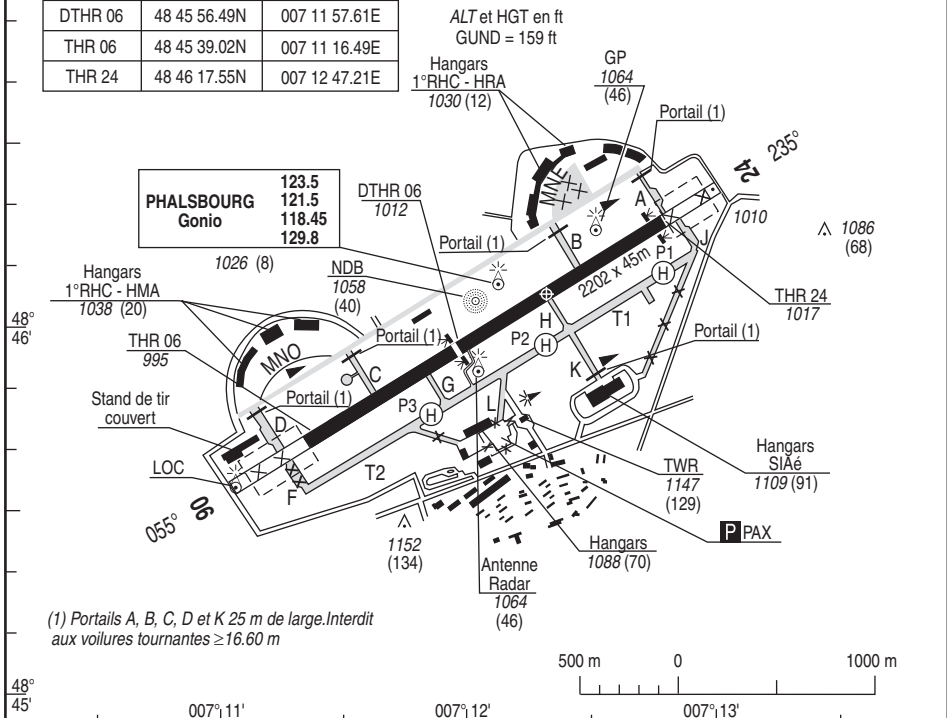 DTHR 06 48 45 56.49N 007 11 57.61E
THR 06 48 45 39.02N 007 11 16.49E
THR 24 48 46 17.55N 007 12 47.21E
ALT et HGT en ft
GUND = 159 ft
Hangars
1°RHC - HRA
1030 (12)
GP
1064
(46)
Portail (1)
24
235°
MNE
A
1010
1086
(68)
PHALSBOURG
Gonio
123.5
121.5
118.45
129.8
1026 (8)
DTHR 06
1012
Portail (1)
B
2202 x 45m
P1
J
H
THR 24
1017
NDB
1058
(40)
Hangars
1°RHC - HMA
1038 (20)
48°
46'
THR 06
995
MNO
Portail (1)
C
H
P2
H
T1
Portail (1)
K
G
Portail (1)
P3
H
L
Stand de tir
couvert
D
LOC
F
T2
06
055°
TWR
1147
(129)
Hangars
SIAé
1109 (91)
P PAX
1152
(134)
Antenne
Radar
1064
(46)
Hangars
1088 (70)
(1) Portails A, B, C, D et K 25 m de large.Interdit
aux voilures tournantes ≥16.60 m
500 m 0 1000 m
48°
45'
007°11' 007°12' 007°13'